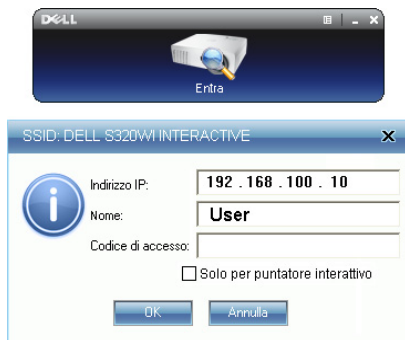 DELL
Entra
SSID: DELL S320WI INTERACTIVE
Indirizzo IP: 192 . 168 . 100 . 10
Nome: User
Codice di accesso:
Solo per puntatore interattivo
OK Annulla